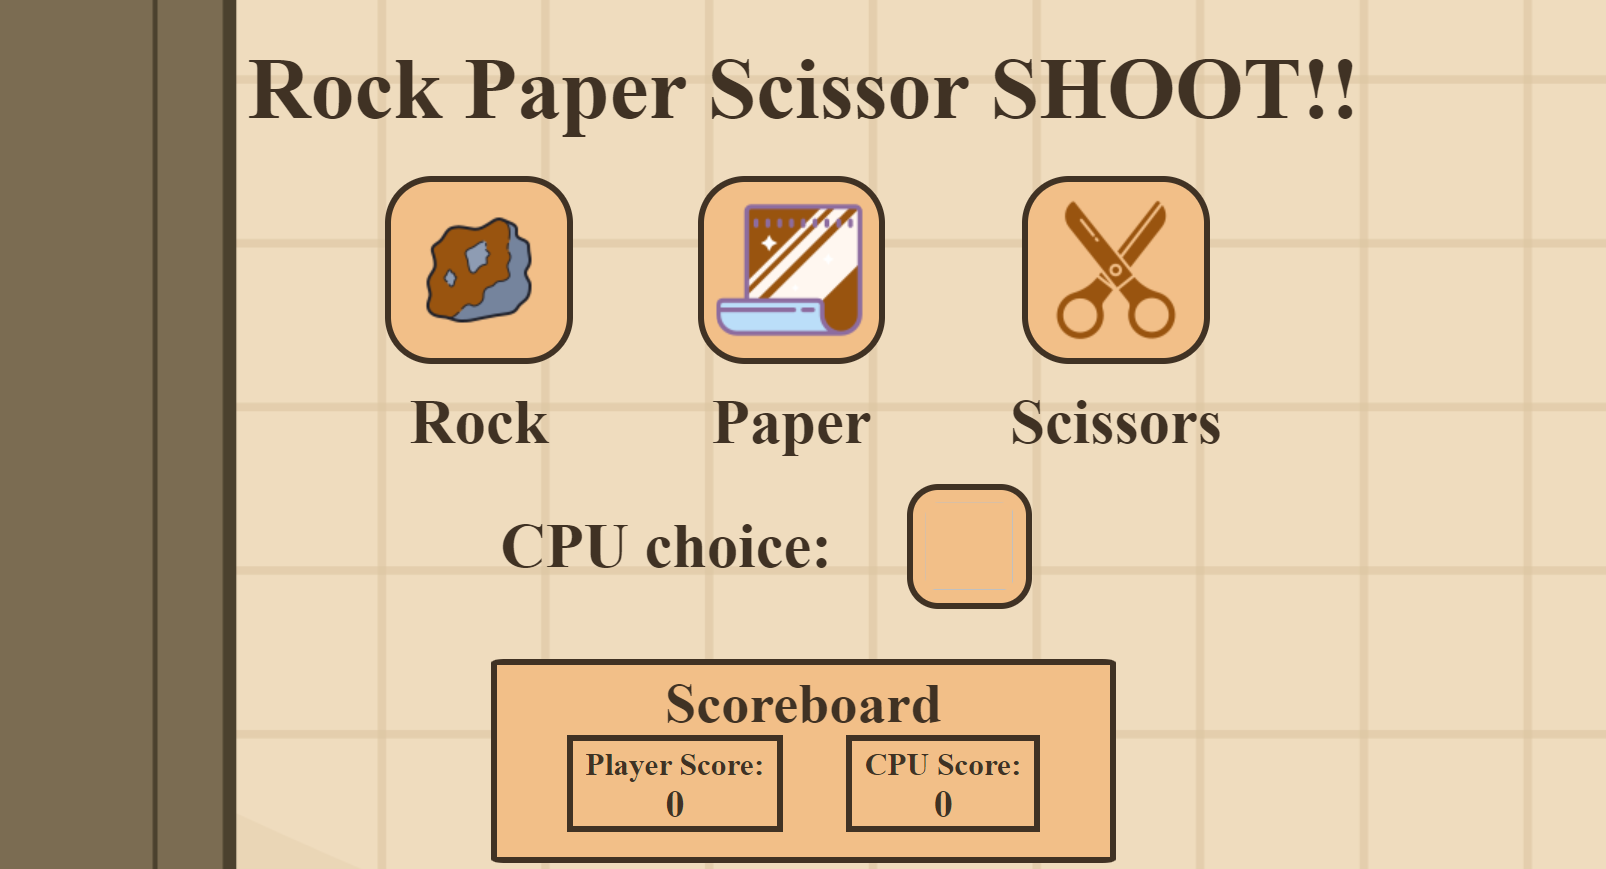 Rock Paper Scissor SHOOT!!
Rock Paper Scissors
CPU choice:
Scoreboard
Player Score: CPU Score:
0 0